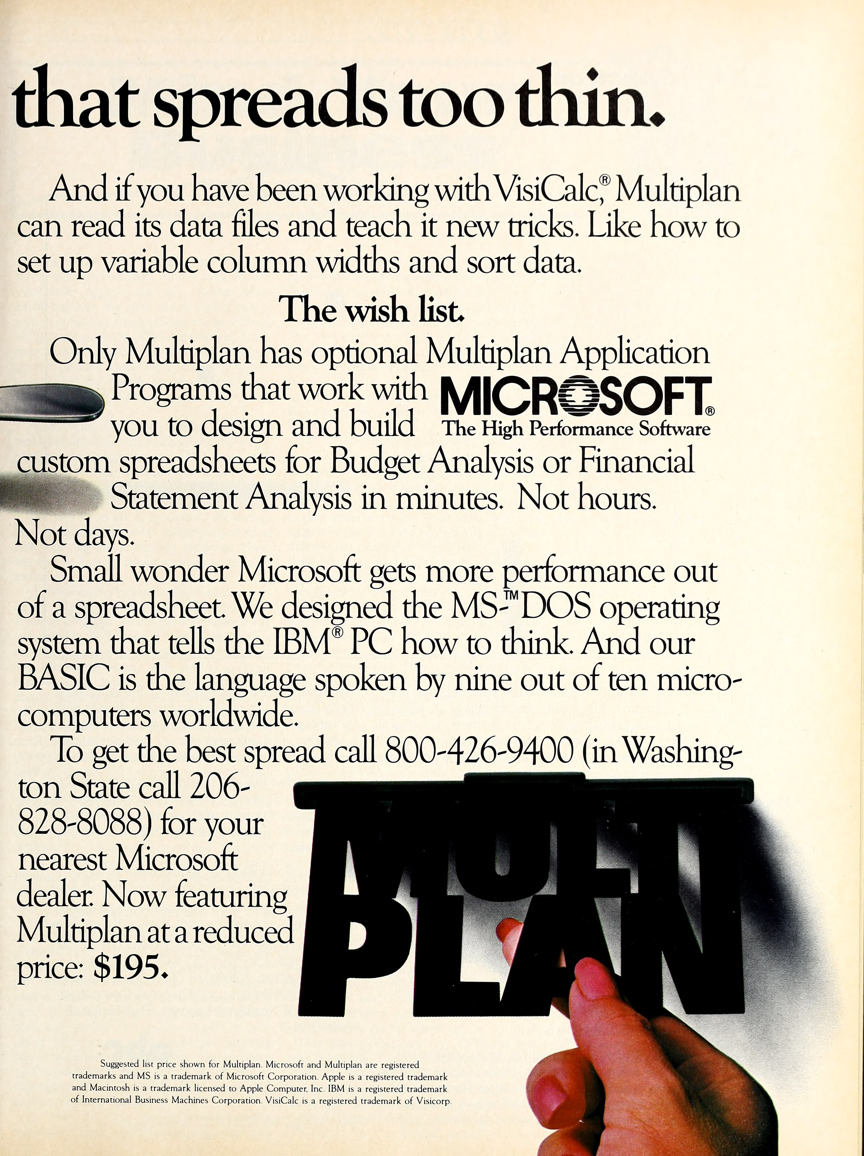 that spreads too thin.
And if you have been working with VisiCalc,® Multiplan
can read its data files and teach it new tricks. Like how to
set up variable column widths and sort data.
The wish list.
Only Multiplan has optional Multiplan Application
Programs that work with
you to design and build
MICROSOFT®
The High Performance Software
custom spreadsheets for Budget Analysis or Financial
Statement Analysis in minutes. Not hours.
Not days.
Small wonder Microsoft gets more performance out
of a spreadsheet. We designed the MS-™DOS operating
system that tells the IBM® PC how to think. And our
BASIC is the language spoken by nine out of ten micro-
computers worldwide.
To get the best spread call 800-426-9400 (in Washing-
ton State call 206-
828-8088) for your
nearest Microsoft
dealer. Now featuring
Multiplan at a reduced
price: $195.
MULTI
PLAN
Suggested list price shown for Multiplan. Microsoft and Multiplan are registered
trademarks and MS is a trademark of Microsoft Corporation. Apple is a registered trademark
and Macintosh is a trademark licensed to Apple Computer, Inc. IBM is a registered trademark
of International Business Machines Corporation. VisiCalc is a registered trademark of Visicorp.